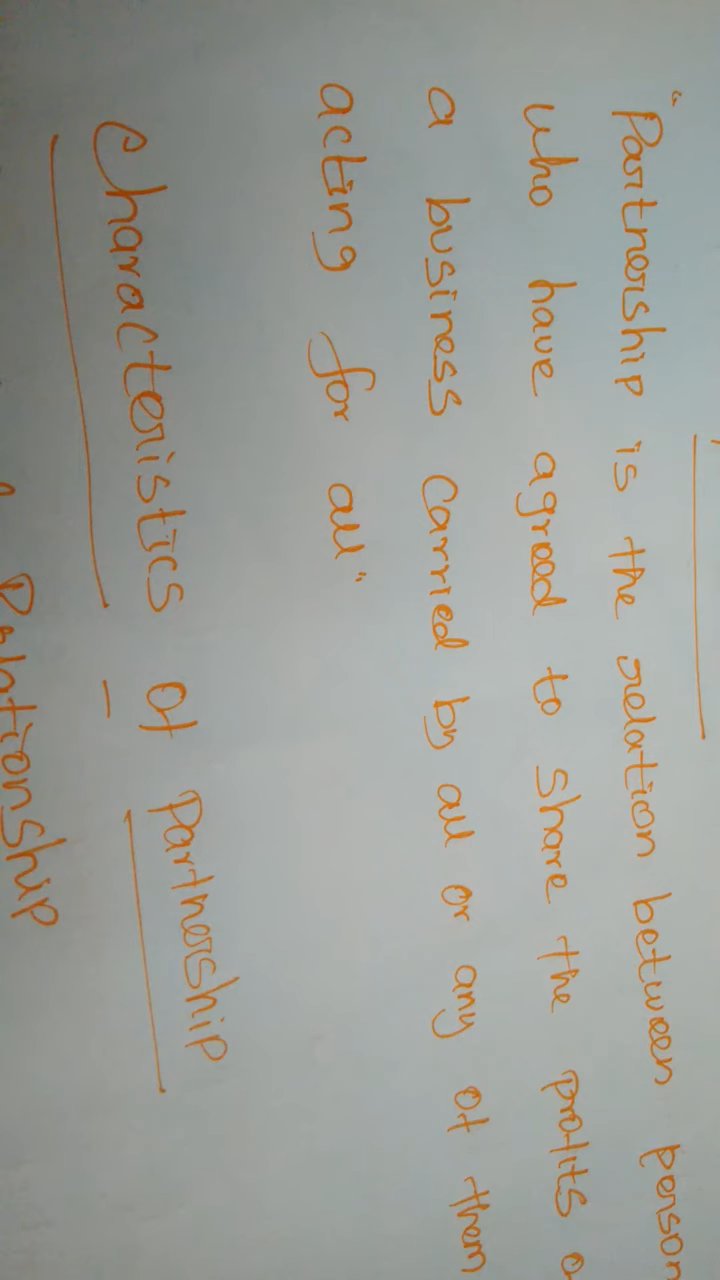 "Partnership is the relation between person
who have agreed to share the profits o
a business carried by all or any of them
acting for all"
Characteristics of Partnership
Relationship